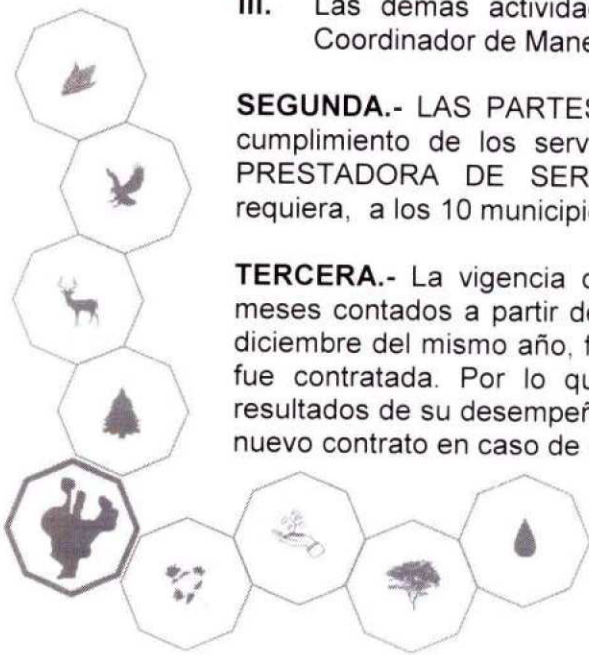 III. Las demás activida
Coordinador de Mane
SEGUNDA.- LAS PARTES
cumplimiento de los serv
PRESTADORA DE SER
requiera, a los 10 municipi
TERCERA.- La vigencia
meses contados a partir de
diciembre del mismo año, f
fue contratada. Por lo qu
resultados de su desempeñ
nuevo contrato en caso de